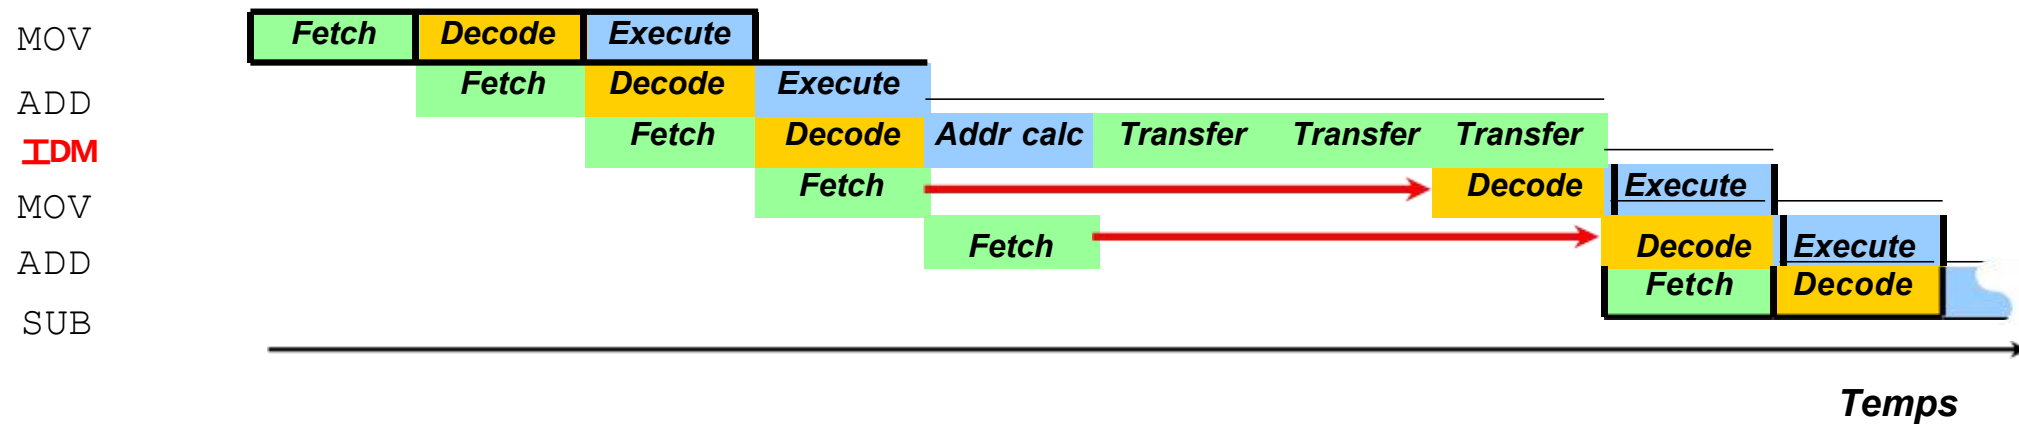 MOV Fetch Decode Execute
ADD Fetch Decode Execute
IDM Fetch Decode Addr calc Transfer Transfer Transfer
MOV Fetch Decode Execute
ADD Fetch Decode Execute
SUB Fetch Decode
Temps